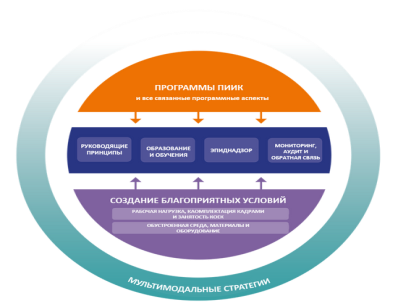 ПРОГРАММЫ ПИИК
и все связанные программные аспекты
РУКОВОДЯЩИЕ
ПРИНЦИПЫ
ОБРАЗОВАНИЕ
И ОБУЧЕНИЯ
ЭПИДНАДЗОР
МОНИТОРИНГ,
АУДИТ И
ОБРАТНАЯ СВЯЗЬ
СОЗДАНИЕ БЛАГОПРИЯТНЫХ УСЛОВИЙ
РАБОЧАЯ НАГРУЗКА, УКОМПЛЕКТАЦИЯ КАДРАМИ
И ЗАНЯТОСТЬ КОЕК
ОБУСТРОЕННАЯ СРЕДА, МАТЕРИАЛЫ И
ОБОРУДОВАНИЕ
МУЛЬТИМОДАЛЬНЫЕ СТРАТЕГИИ